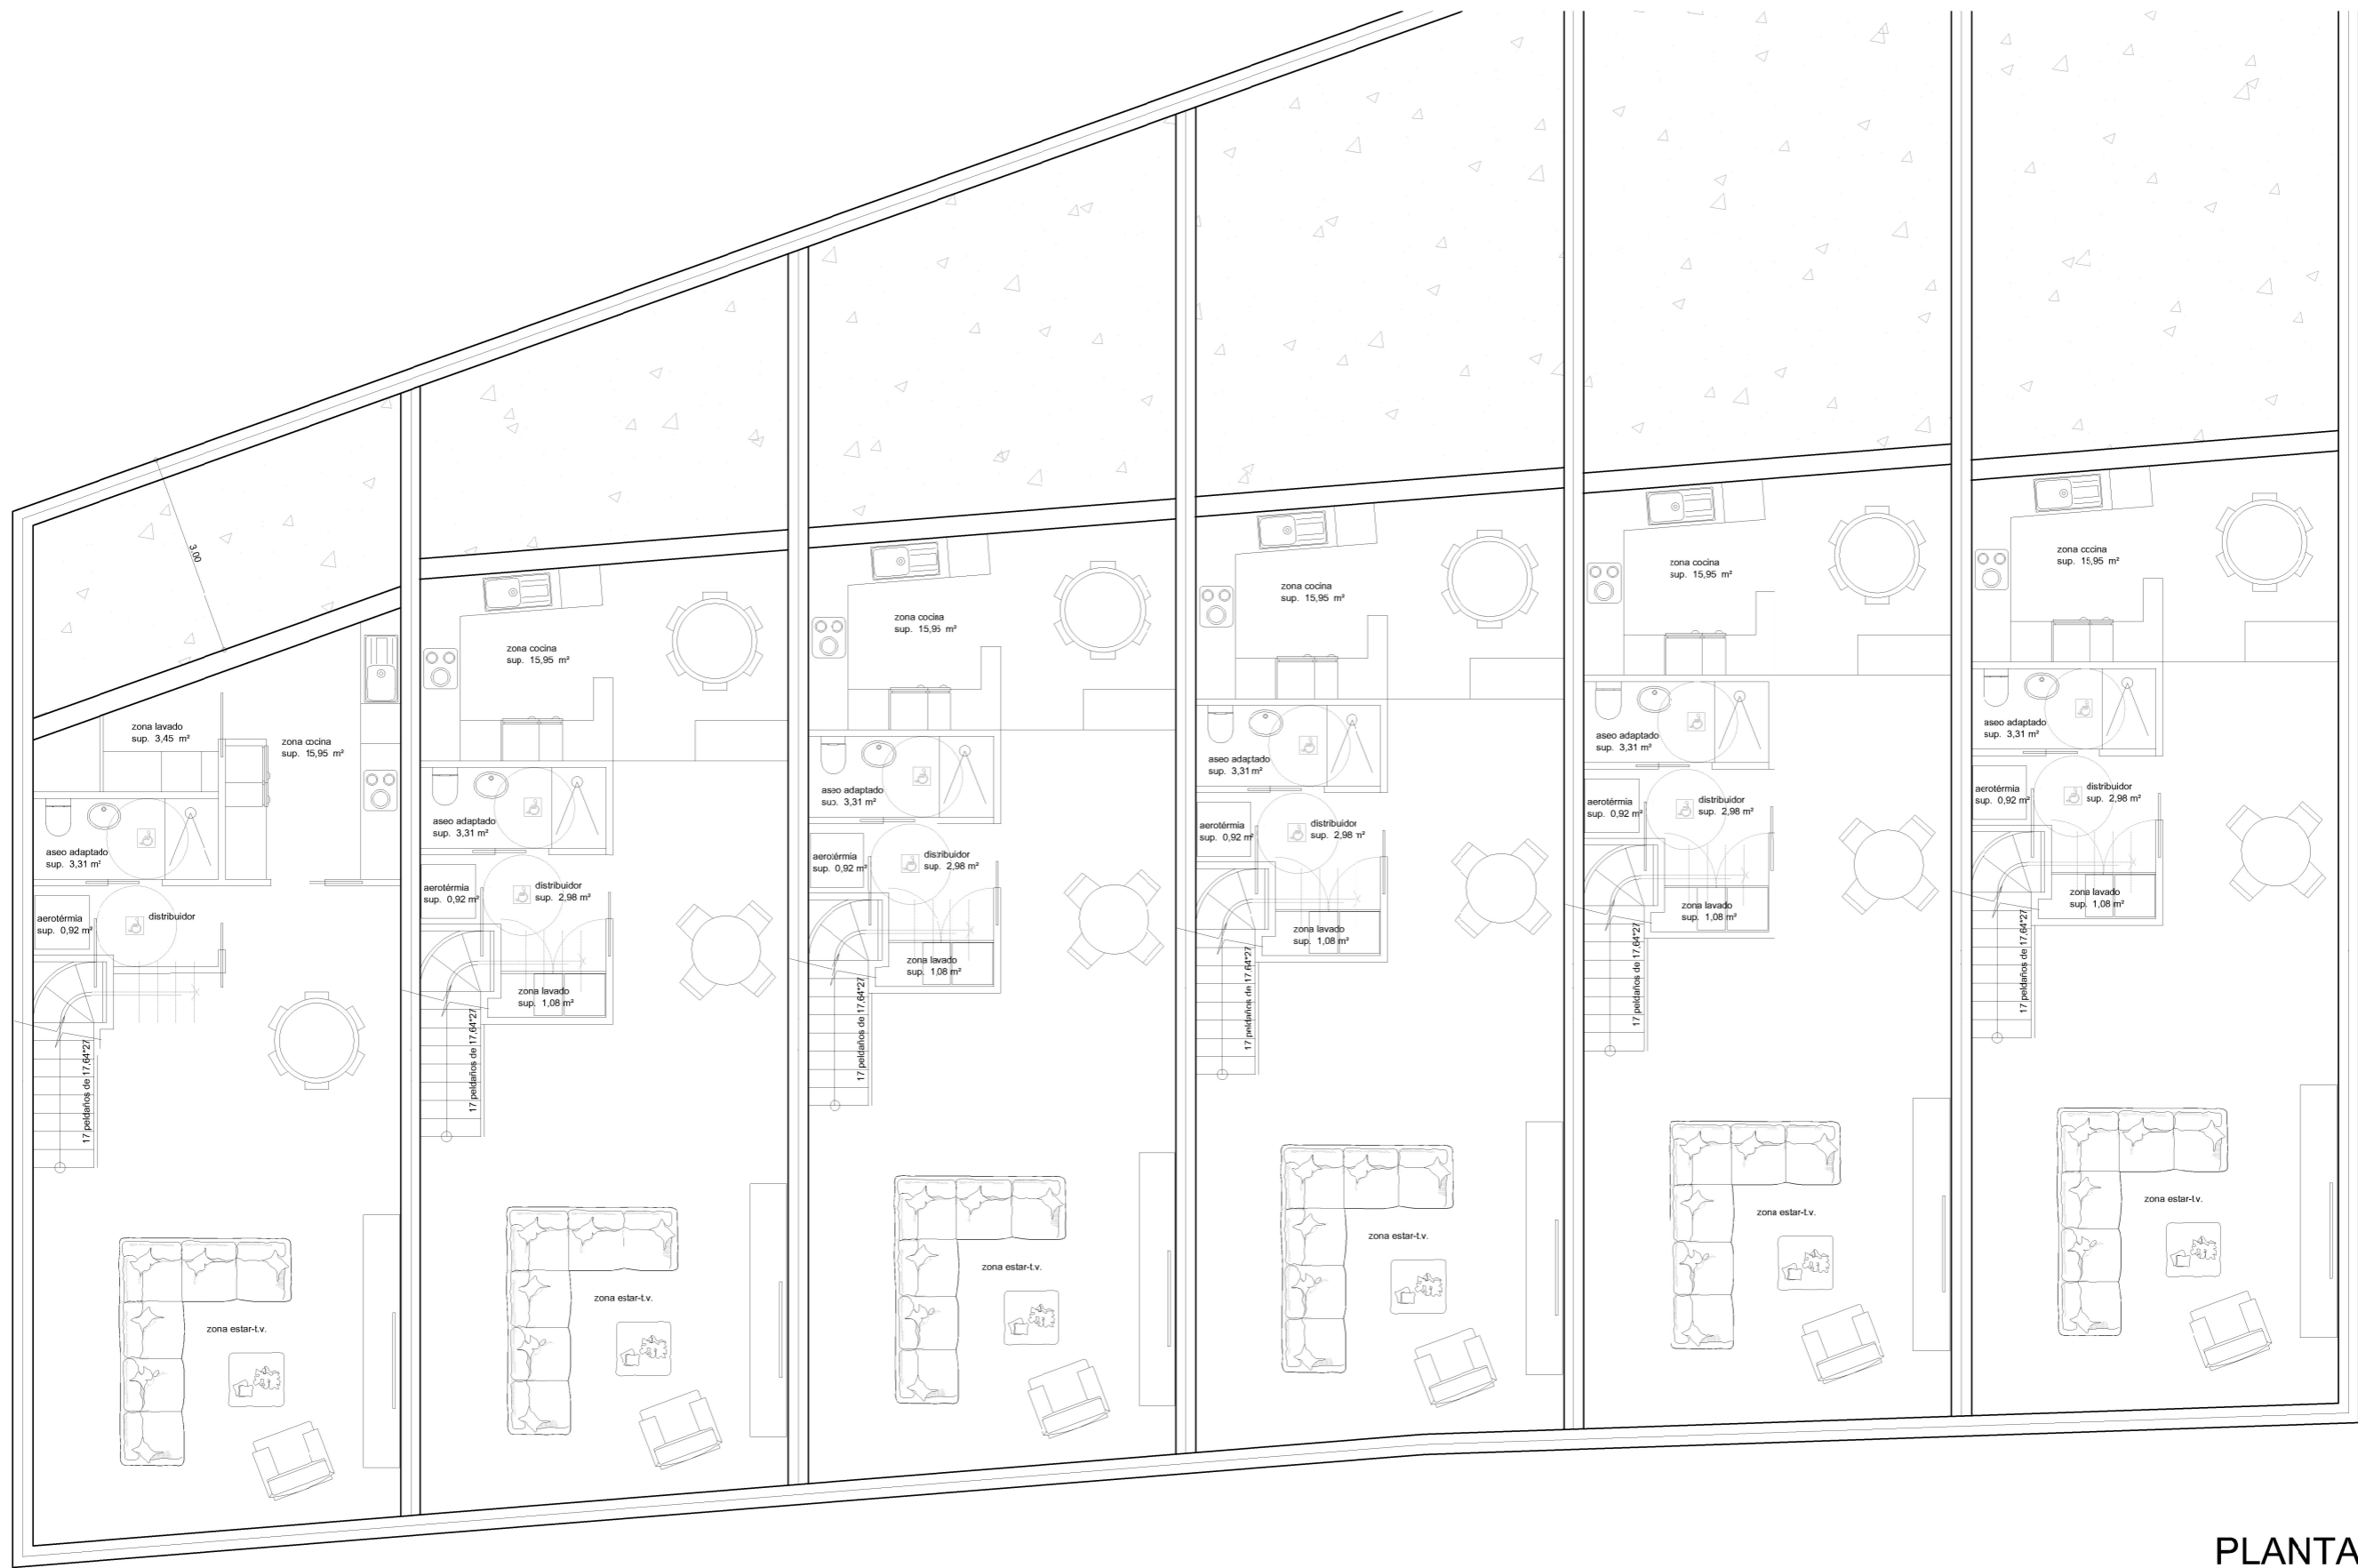 3.00
zona lavado
sup. 3,45 m²
zona cocina
sup. 15,95 m²
aseo adaptado
sup. 3,31 m²
aerotérmia
sup. 0,92 m²
distribuidor
17 peldaños de 17.64*27
zona estar-t.v.
zona cocina
sup. 15,95 m²
aseo adaptado
sup. 3,31 m²
aerotérmia
sup. 0,92 m²
distribuidor
sup. 2,98 m²
zona lavado
sup. 1,08 m²
17 peldaños de 17.64*27
zona estar-t.v.
zona cocina
sup. 15,95 m²
aseo adaptado
sup. 3,31 m²
aerotérmia
sup. 0,92 m²
distribuidor
sup. 2,98 m²
zona lavado
sup. 1,08 m²
17 peldaños de 17.64*27
zona estar-t.v.
zona cocina
sup. 15,95 m²
aseo adaptado
sup. 3,31 m²
aerotérmia
sup. 0,92 m²
distribuidor
sup. 2,98 m²
zona lavado
sup. 1,08 m²
17 peldaños de 17.64*27
zona estar-t.v.
zona cocina
sup. 15,95 m²
aseo adaptado
sup. 3,31 m²
aerotérmia
sup. 0,92 m²
distribuidor
sup. 2,98 m²
zona lavado
sup. 1,08 m²
17 peldaños de 17.64*27
zona estar-t.v.
zona cocina
sup. 15,95 m²
aseo adaptado
sup. 3,31 m²
aerotérmia
sup. 0,92 m²
distribuidor
sup. 2,98 m²
zona lavado
sup. 1,08 m²
17 peldaños de 17.64*27
zona estar-t.v.
PLANTA